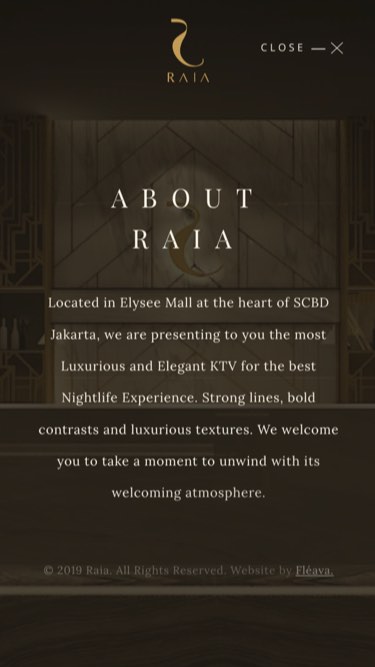 RAIA
CLOSE
ABOUT
RAIA
Located in Elysee Mall at the heart of SCBD
Jakarta, we are presenting to you the most
Luxurious and Elegant KTV for the best
Nightlife Experience. Strong lines, bold
contrasts and luxurious textures. We welcome
you to take a moment to unwind with its
welcoming atmosphere.
© 2019 Raia. All Rights Reserved. Website by Fléava.